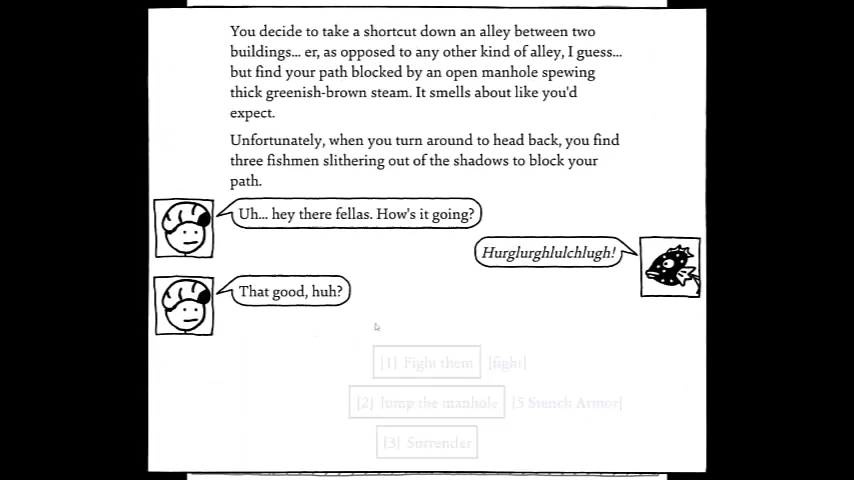 You decide to take a shortcut down an alley between two
buildings... er, as opposed to any other kind of alley, I guess...
but find your path blocked by an open manhole spewing
thick greenish-brown steam. It smells about like you'd
expect.
Unfortunately, when you turn around to head back, you find
three fishmen slithering out of the shadows to block your
path.
Uh... hey there fellas. How's it going?
Hurglurghlulchlugh!
That good, huh?
[1] Fight them [fight]
[2] Jump the manhole [5 Stench Armor]
[3] Surrender